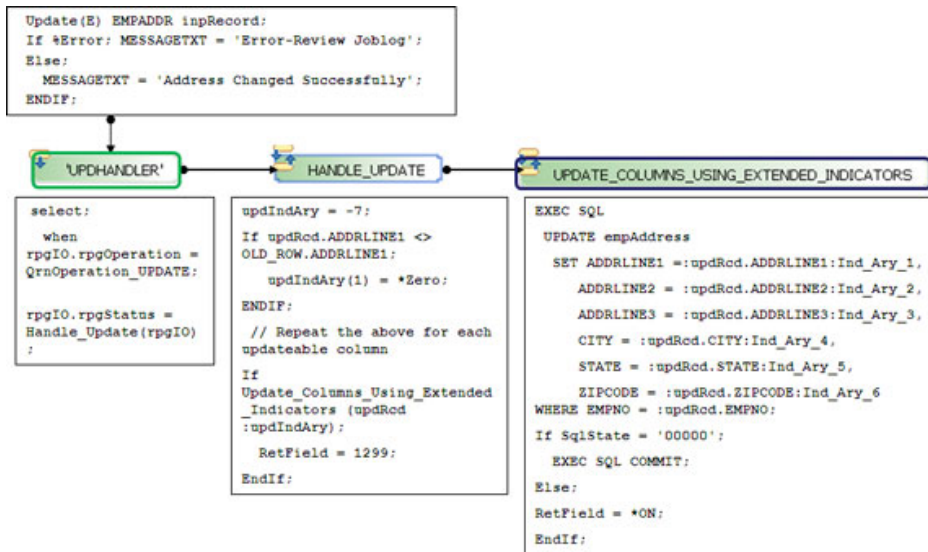 Update(E) EMPADDR inpRecord;
If %Error; MESSAGETXT = 'Error-Review Joblog';
Else;
MESSAGETXT = 'Address Changed Successfully';
ENDIF;
'UPDHANDLER'
HANDLE_UPDATE
UPDATE_COLUMNS_USING_EXTENDED_INDICATORS
select;
when
rpgIO.rpgOperation =
QrnOperation_UPDATE;
rpgIO.rpgStatus =
Handle_Update(rpgIO)
;
updIndAry = -7;
If updRcd.ADDRLINE1 <>
OLD_ROW.ADDRLINE1;
updIndAry(1) = *Zero;
ENDIF;
// Repeat the above for each
updateable column
If
Update_Columns_Using_Extended
_Indicators (updRcd
:updIndAry);
RetField = 1299;
EndIf;
EXEC SQL
UPDATE empAddress
SET ADDRLINE1 =:updRcd.ADDRLINE1:Ind_Ary_1,
ADDRLINE2 = :updRcd.ADDRLINE2:Ind_Ary_2,
ADDRLINE3 = :updRcd.ADDRLINE3:Ind_Ary_3,
CITY = :updRcd.CITY:Ind_Ary_4,
STATE = :updRcd.STATE:Ind_Ary_5,
ZIPCODE = :updRcd.ZIPCODE:Ind_Ary_6
WHERE EMPNO = :updRcd.EMPNO;
If SqlState = '00000';
EXEC SQL COMMIT;
Else;
RetField = *ON;
EndIf;